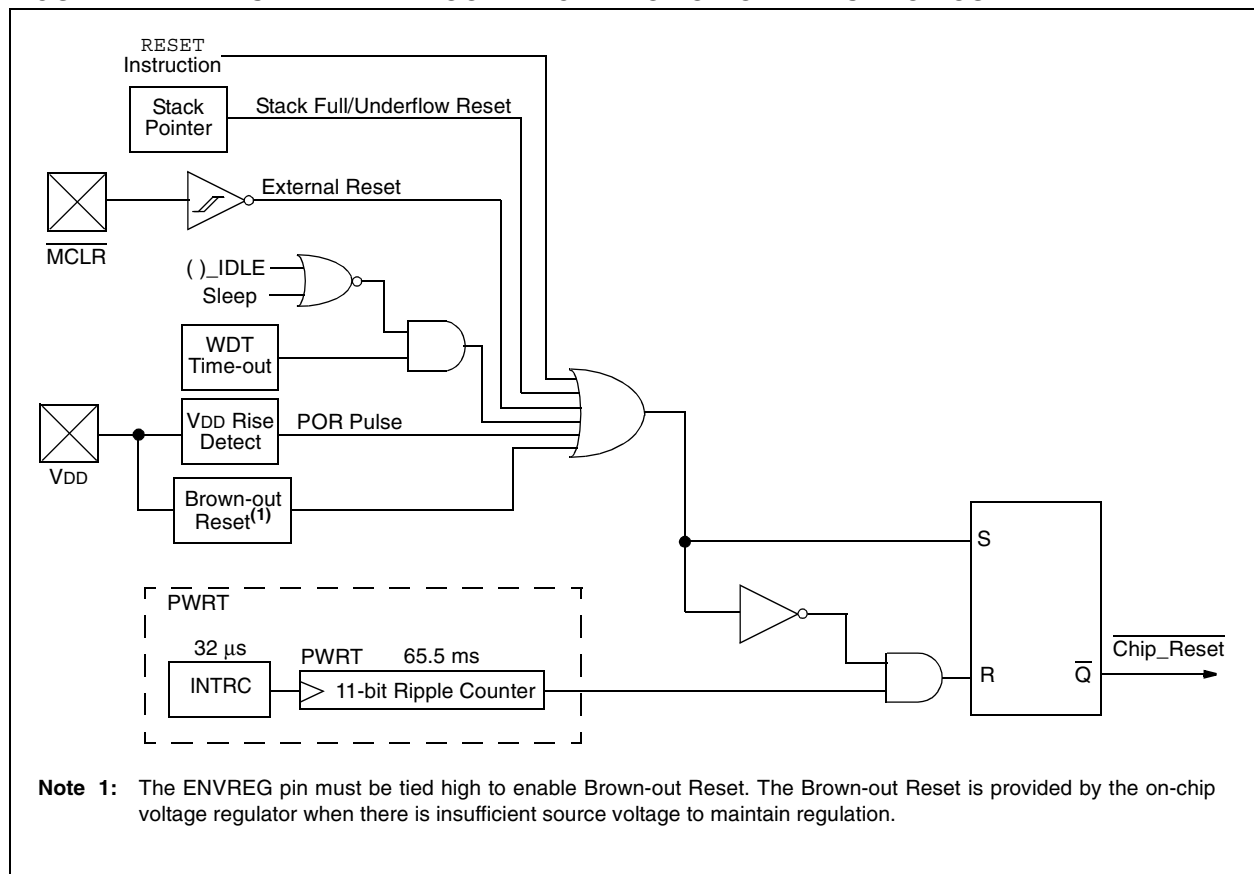 RESET
Instruction
Stack
Pointer
Stack Full/Underflow Reset
External Reset
MCLR
( )_IDLE
Sleep
WDT
Time-out
VDD Rise
Detect
POR Pulse
VDD
Brown-out
Reset(1)
S
PWRT
32 µs
PWRT 65.5 ms
INTRC
11-bit Ripple Counter
R
Q
Chip_Reset
Note 1: The ENVREG pin must be tied high to enable Brown-out Reset. The Brown-out Reset is provided by the on-chip
voltage regulator when there is insufficient source voltage to maintain regulation.